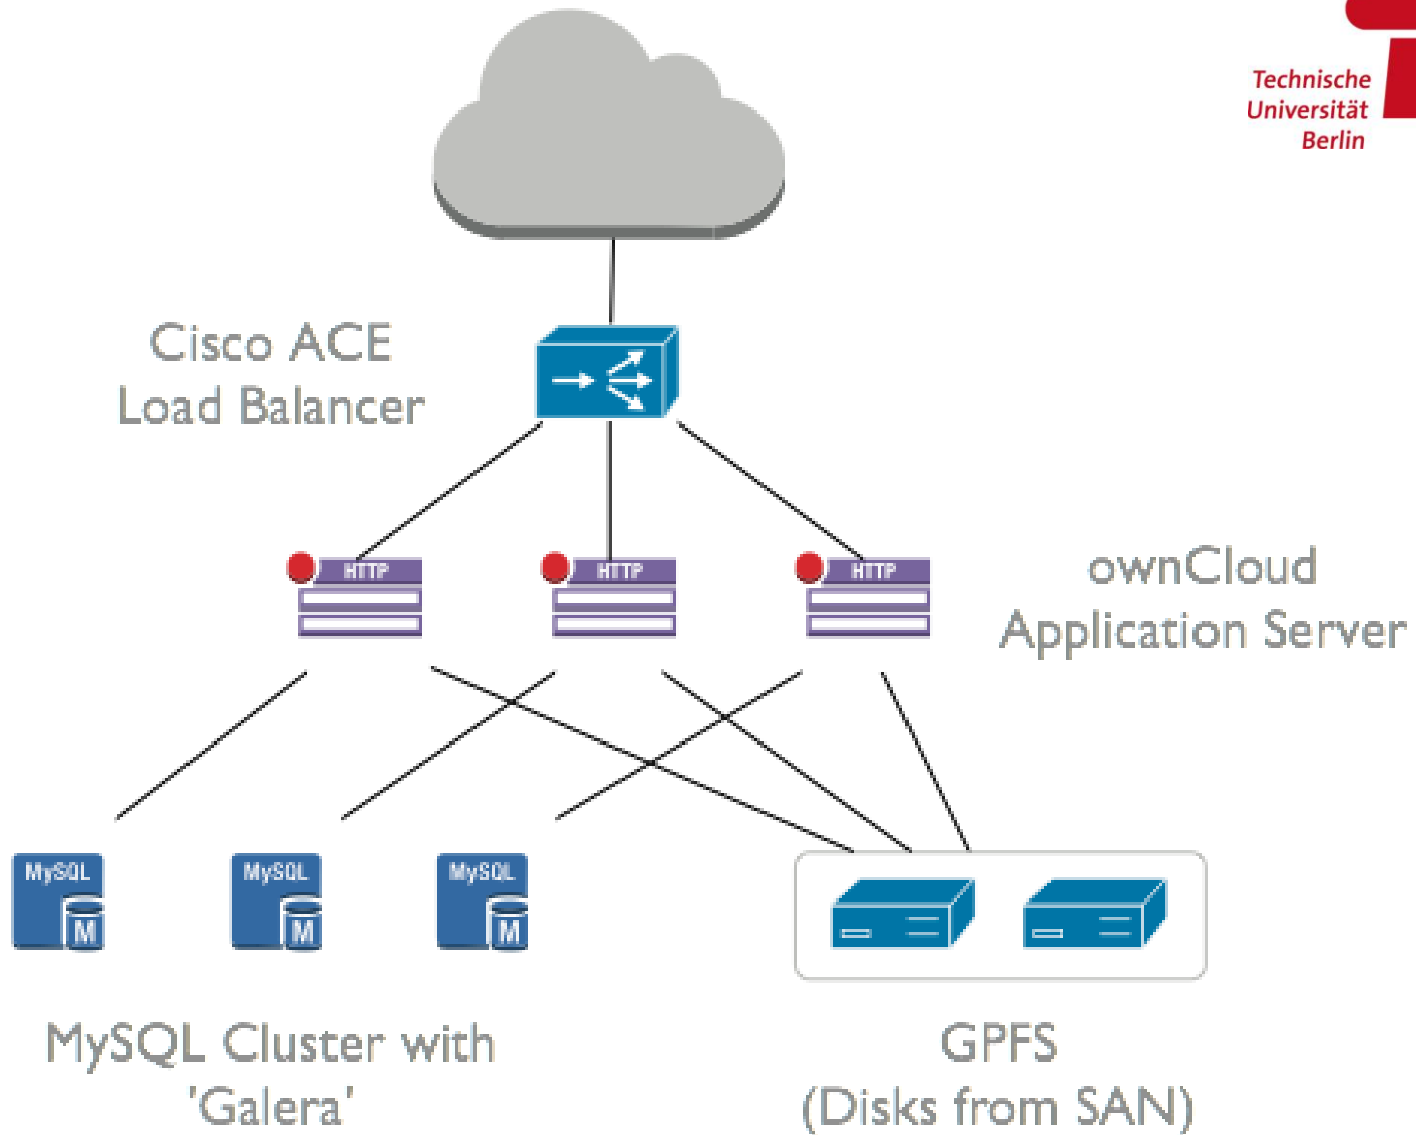 Technische
Universität
Berlin
Cisco ACE
Load Balancer
HTTP
HTTP
HTTP
ownCloud
Application Server
MySQL
M
MySQL
M
MySQL
M
MySQL Cluster with
'Galera'
GPFS
(Disks from SAN)